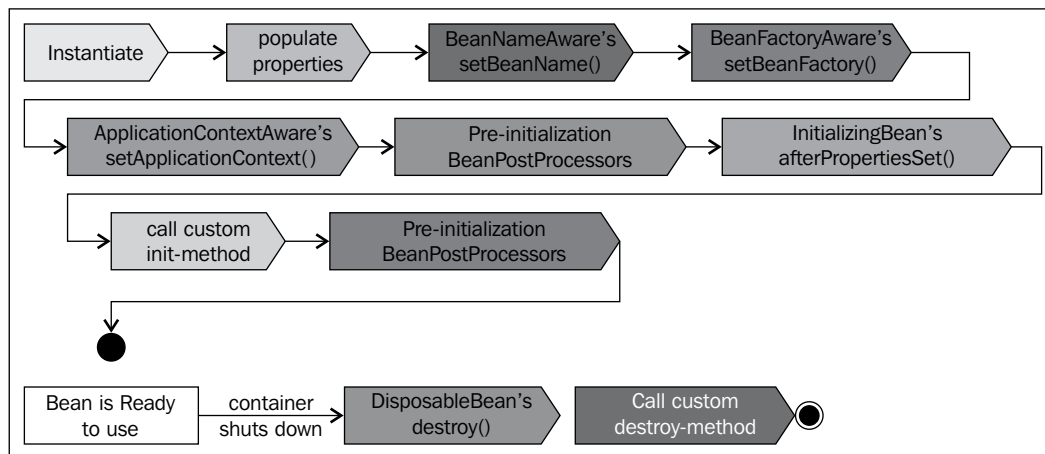 Instantiate
populate
properties
BeanNameAware's
setBeanName()
BeanFactoryAware's
setBeanFactory()
ApplicationContextAware's
setApplicationContext()
Pre-initialization
BeanPostProcessors
InitializingBean's
afterPropertiesSet()
call custom
init-method
Pre-initialization
BeanPostProcessors
Bean is Ready
to use
container
shuts down
DisposableBean's
destroy()
Call custom
destroy-method